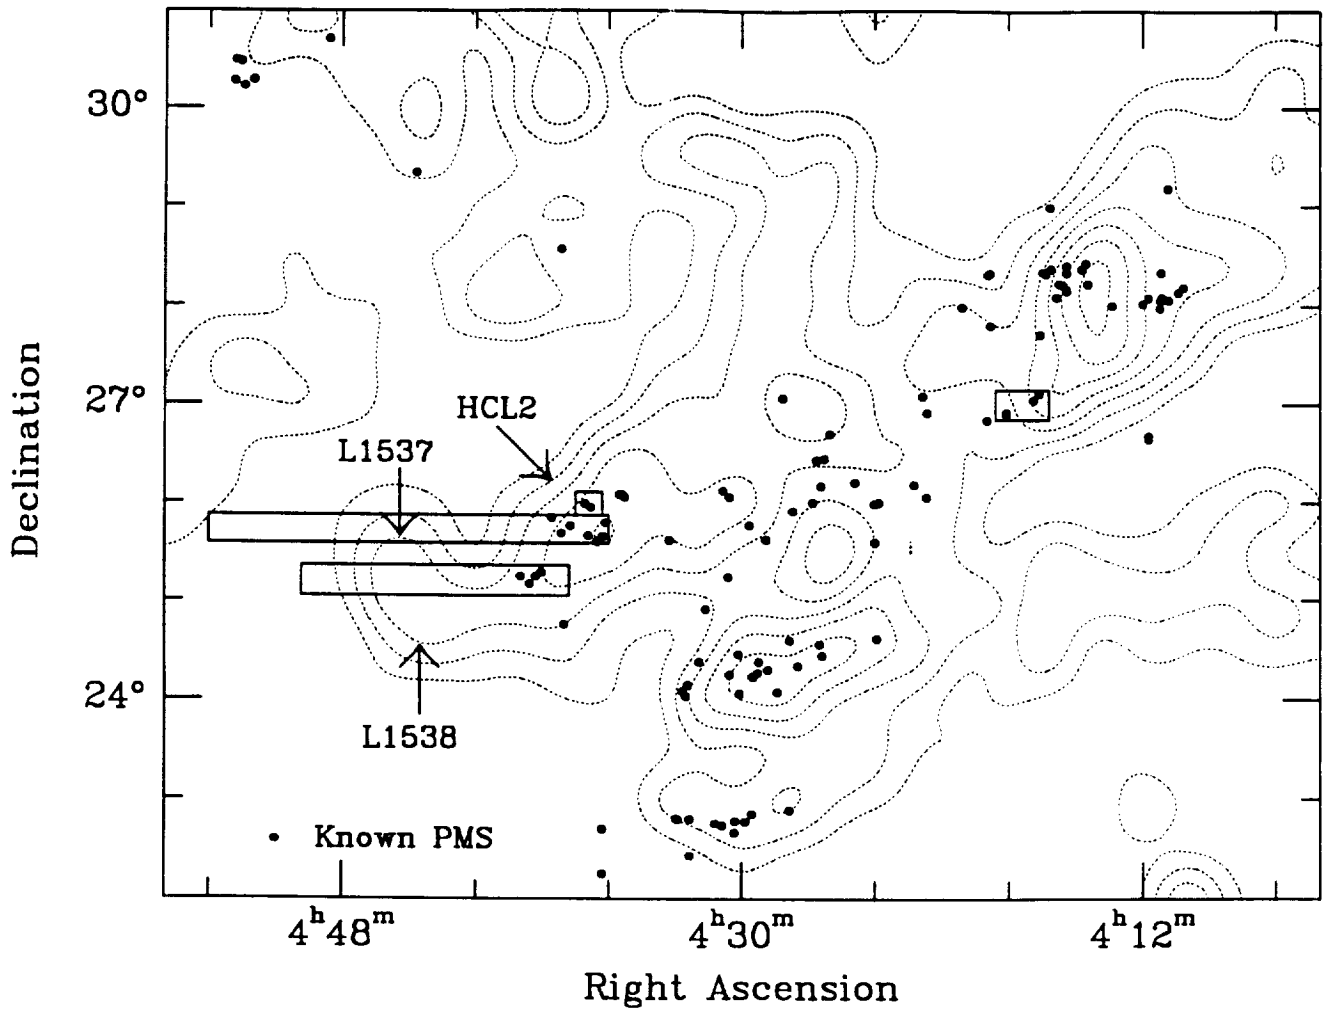 30°
27°
24°
Declination
HCL2
L1537
L1538
Known PMS
4ʰ48ᵐ
4ʰ30ᵐ
4ʰ12ᵐ
Right Ascension